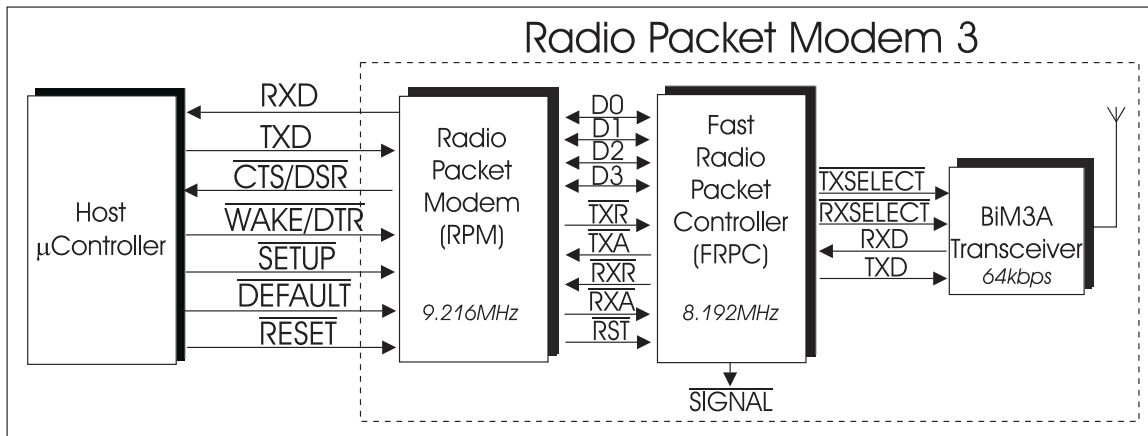 Radio Packet Modem 3
Host
µController
RXD
TXD
CTS/DSR
WAKE/DTR
SETUP
DEFAULT
RESET
Radio
Packet
Modem
(RPM)
9.216MHz
D0
D1
D2
D3
TXR
TXA
RXR
RXA
RST
Fast
Radio
Packet
Controller
(FRPC)
8.192MHz
SIGNAL
TXSELECT
RXSELECT
RXD
TXD
BiM3A
Transceiver
64kbps